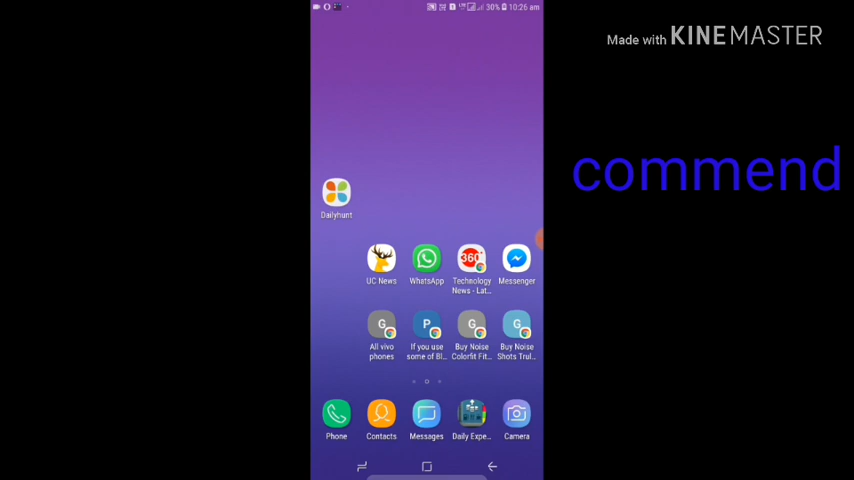 30% 10:26 am
Made with KINEMASTER
commend
Dailyhunt
UC News
WhatsApp
360°
Technology
News - Lat...
Messenger
G
All vivo
phones
P
If you use
some of Bl...
G
Buy Noise
Colorfit Fit...
G
Buy Noise
Shots Trul...
Phone
Contacts
Messages
Daily Expe...
Camera